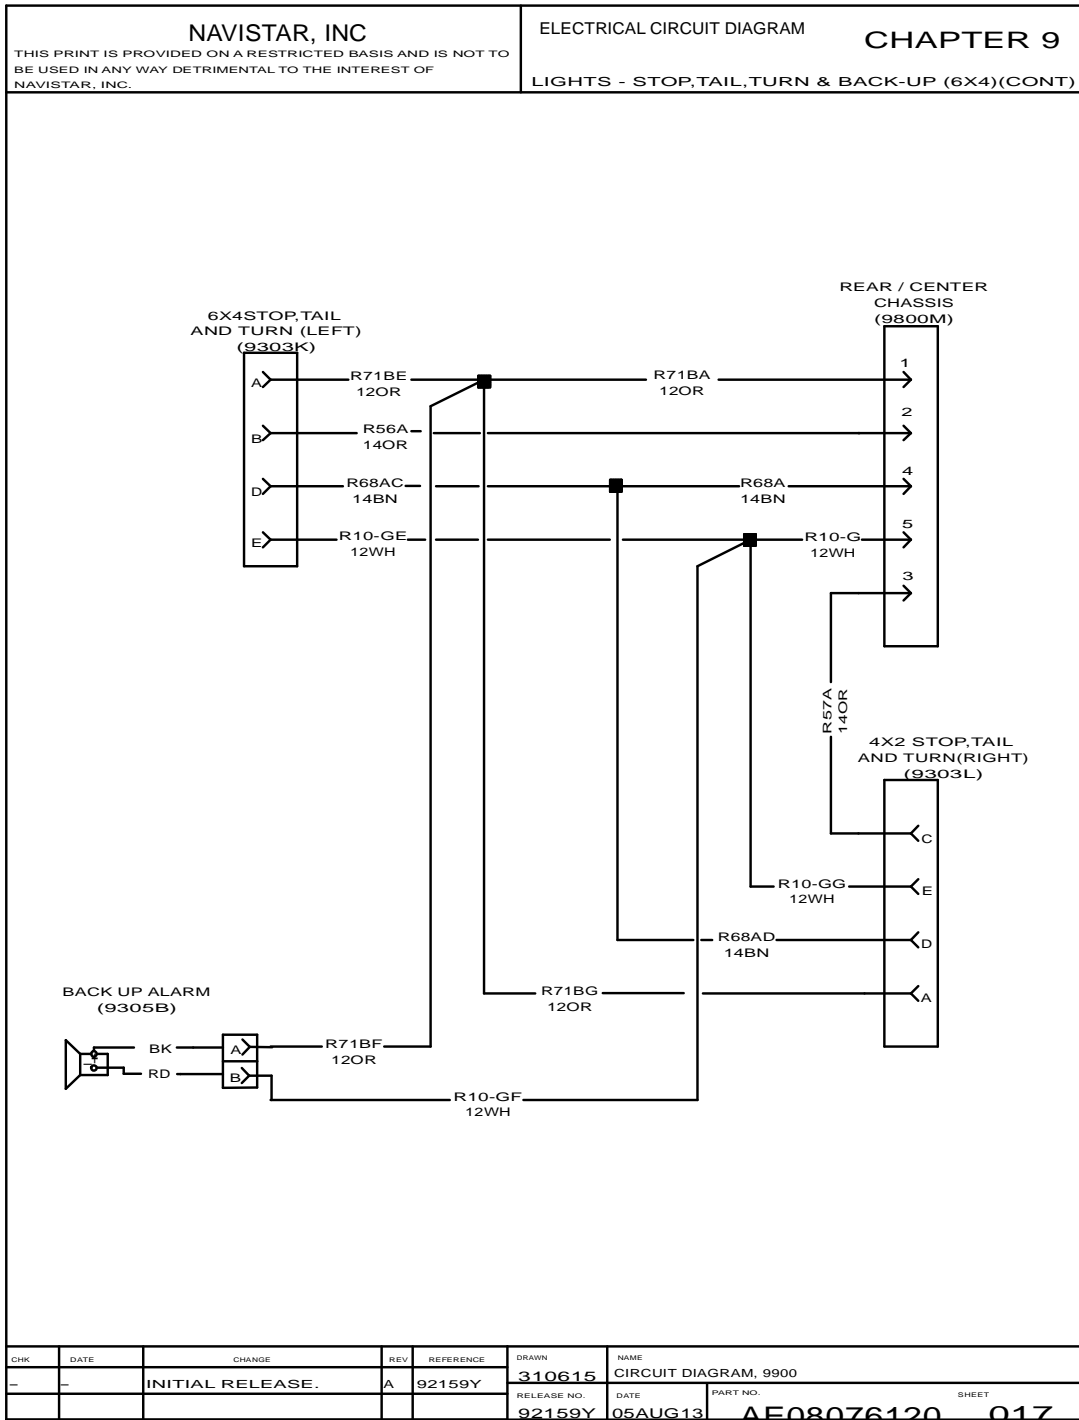 NAVISTAR, INC
THIS PRINT IS PROVIDED ON A RESTRICTED BASIS AND IS NOT TO
BE USED IN ANY WAY DETRIMENTAL TO THE INTEREST OF
NAVISTAR, INC.
ELECTRICAL CIRCUIT DIAGRAM
CHAPTER 9
LIGHTS - STOP,TAIL,TURN & BACK-UP (6X4)(CONT)
REAR / CENTER
CHASSIS
(9800M)
6X4STOP,TAIL
AND TURN (LEFT)
(9303K)
A
R71BE
12OR
R71BA
12OR
1
B
R56A
14OR
2
D
R68AC
14BN
R68A
14BN
4
E
R10-GE
12WH
R10-G
12WH
5
3
R57A
14OR
4X2 STOP,TAIL
AND TURN(RIGHT)
(9303L)
C
R10-GG
12WH
E
R68AD
14BN
D
R71BG
12OR
A
BACK UP ALARM
(9305B)
BK
A
R71BF
12OR
RD
B
R10-GF
12WH
CHK
DATE
CHANGE
REV
REFERENCE
–
–
INITIAL RELEASE.
A
92159Y
DRAWN
310615
NAME
CIRCUIT DIAGRAM, 9900
RELEASE NO.
92159Y
DATE
05AUG13
PART NO.
AE08076120
SHEET
017